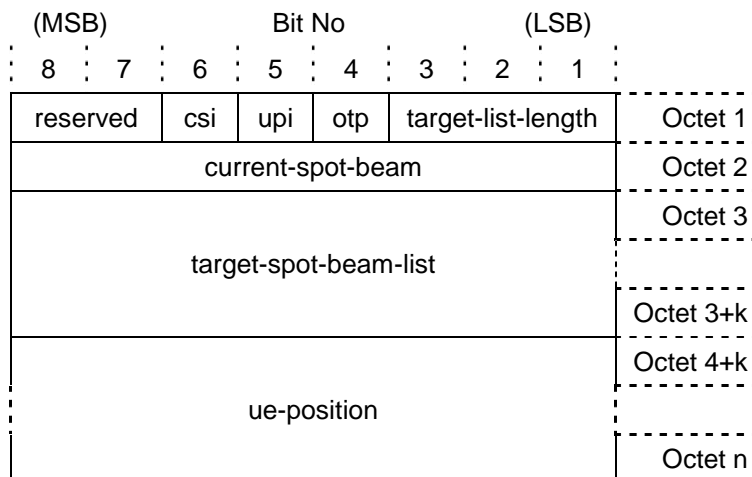 (MSB) Bit No (LSB)
8 7 6 5 4 3 2 1
reserved csi upi otp target-list-length Octet 1
current-spot-beam Octet 2
Octet 3
target-spot-beam-list
Octet 3+k
Octet 4+k
ue-position
Octet n